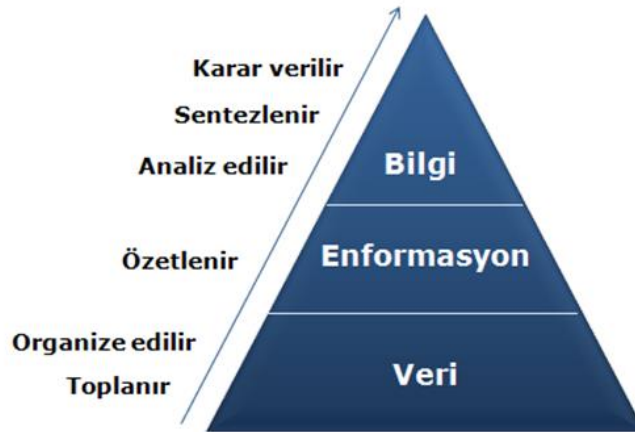 Karar verilir
Sentezlenir
Analiz edilir
Bilgi
Özetlenir
Enformasyon
Organize edilir
Toplanır
Veri